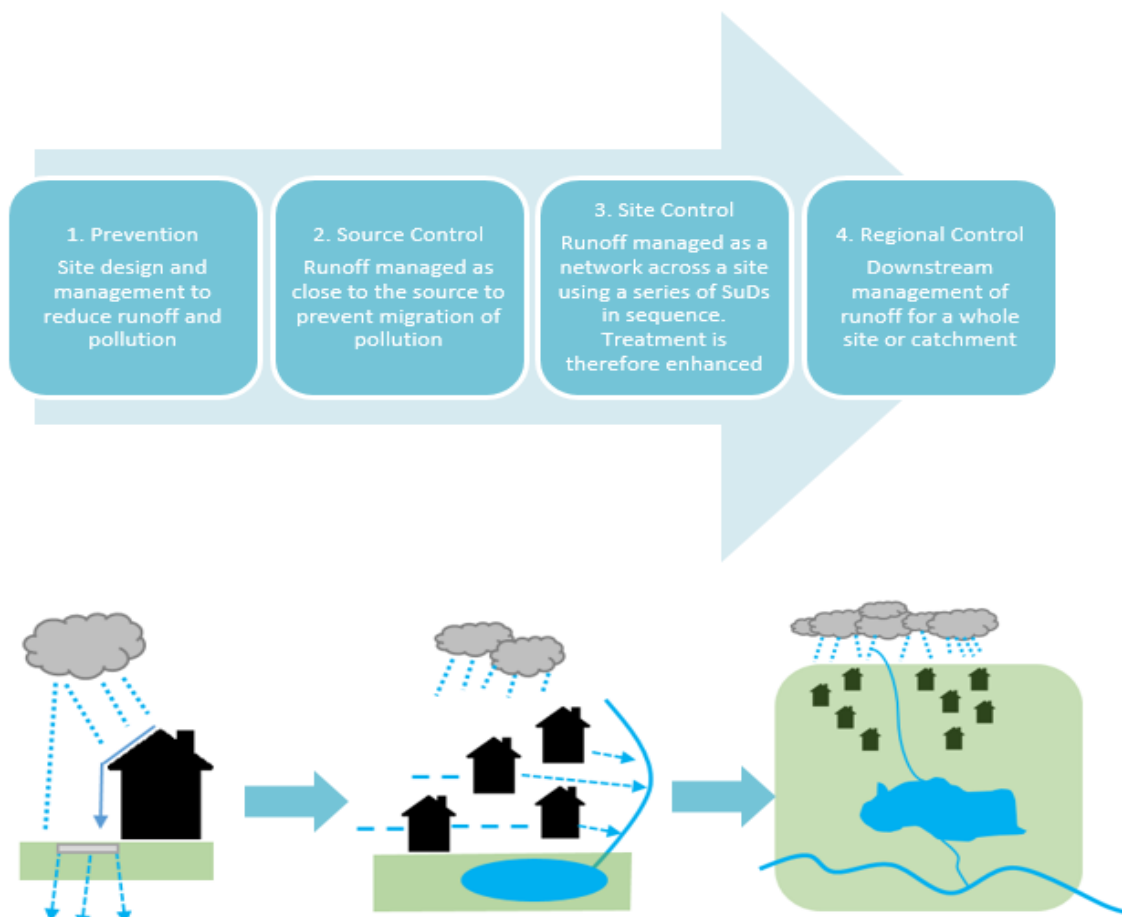 1. Prevention
Site design and
management to
reduce runoff and
pollution
2. Source Control
Runoff managed as
close to the source to
prevent migration of
pollution
3. Site Control
Runoff managed as a
network across a site
using a series of SuDs
in sequence.
Treatment is
therefore enhanced
4. Regional Control
Downstream
management of
runoff for a whole
site or catchment